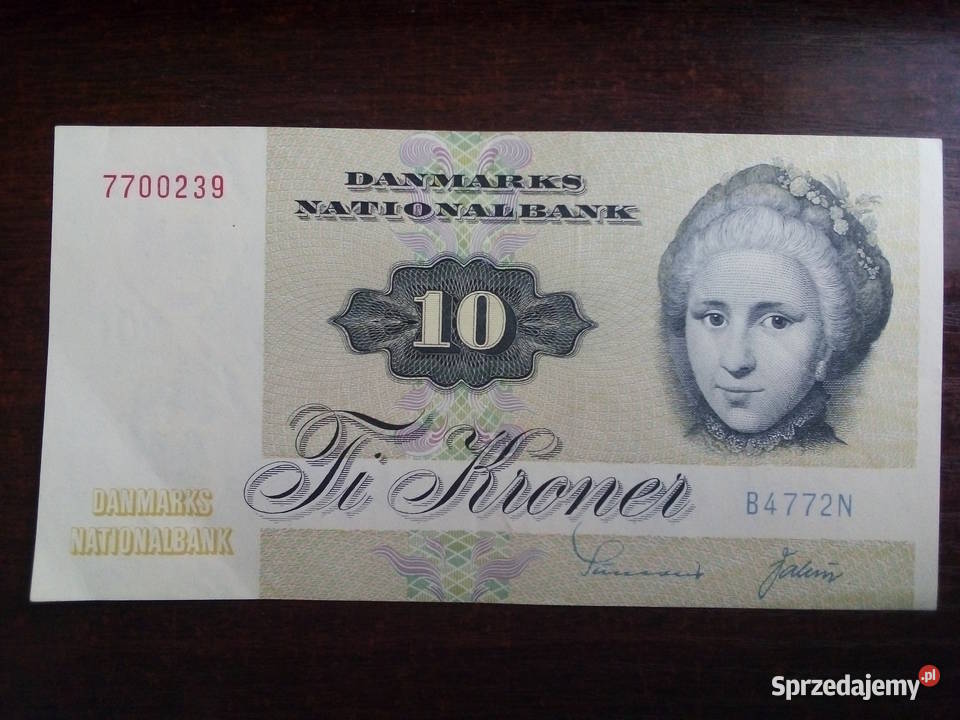 7700239
DANMARKS
NATIONALBANK
10
Ti Kroner
DANMARKS
NATIONALBANK
B4772N
Sprzedajemy.pl